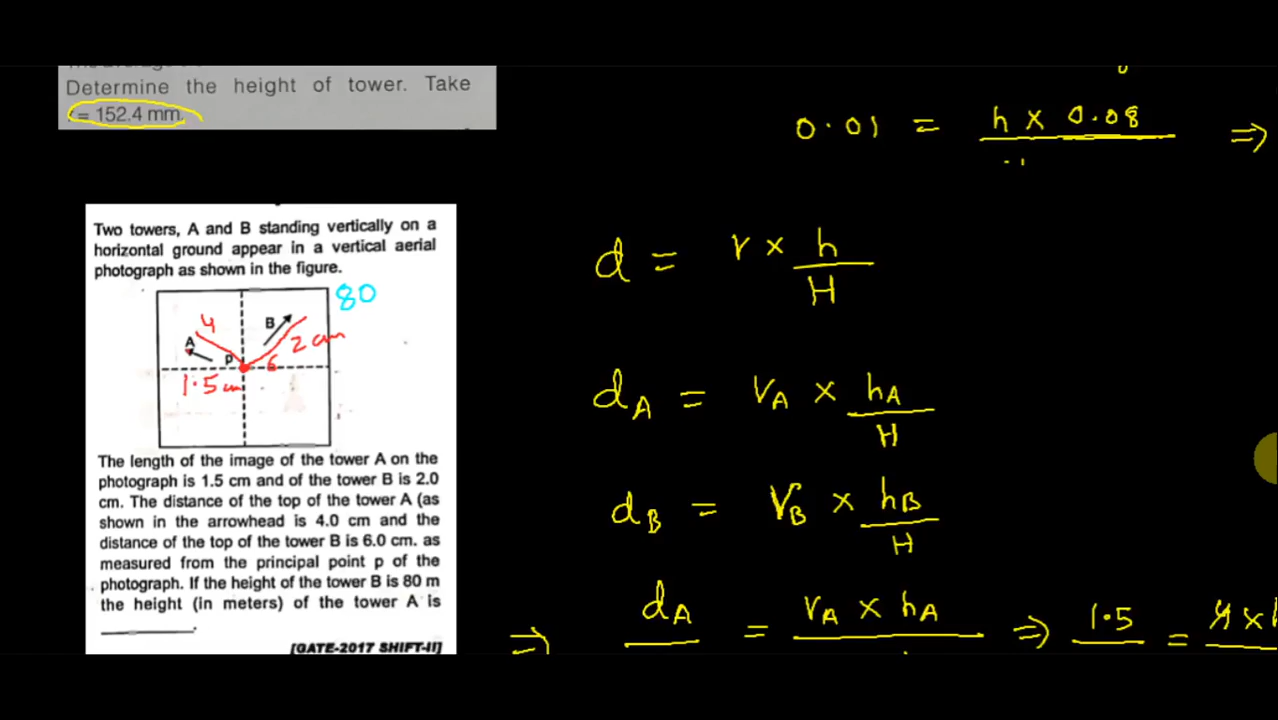 Determine the height of tower. Take
= 152.4 mm.
0.01 = h x 0.08 ⇒
Two towers, A and B standing vertically on a
horizontal ground appear in a vertical aerial
photograph as shown in the figure.
80
4
B
A
2 cm
P
6
1.5 cm
The length of the image of the tower A on the
photograph is 1.5 cm and of the tower B is 2.0
cm. The distance of the top of the tower A (as
shown in the arrowhead is 4.0 cm and the
distance of the top of the tower B is 6.0 cm. as
measured from the principal point p of the
photograph. If the height of the tower B is 80 m
the height (in meters) of the tower A is
[GATE-2017 SHIFT-II]
d = r x h
H
dA = rA x hA
H
dB = rB x hB
H
⇒ dA = rA x hA ⇒ 1.5 = 4 x h